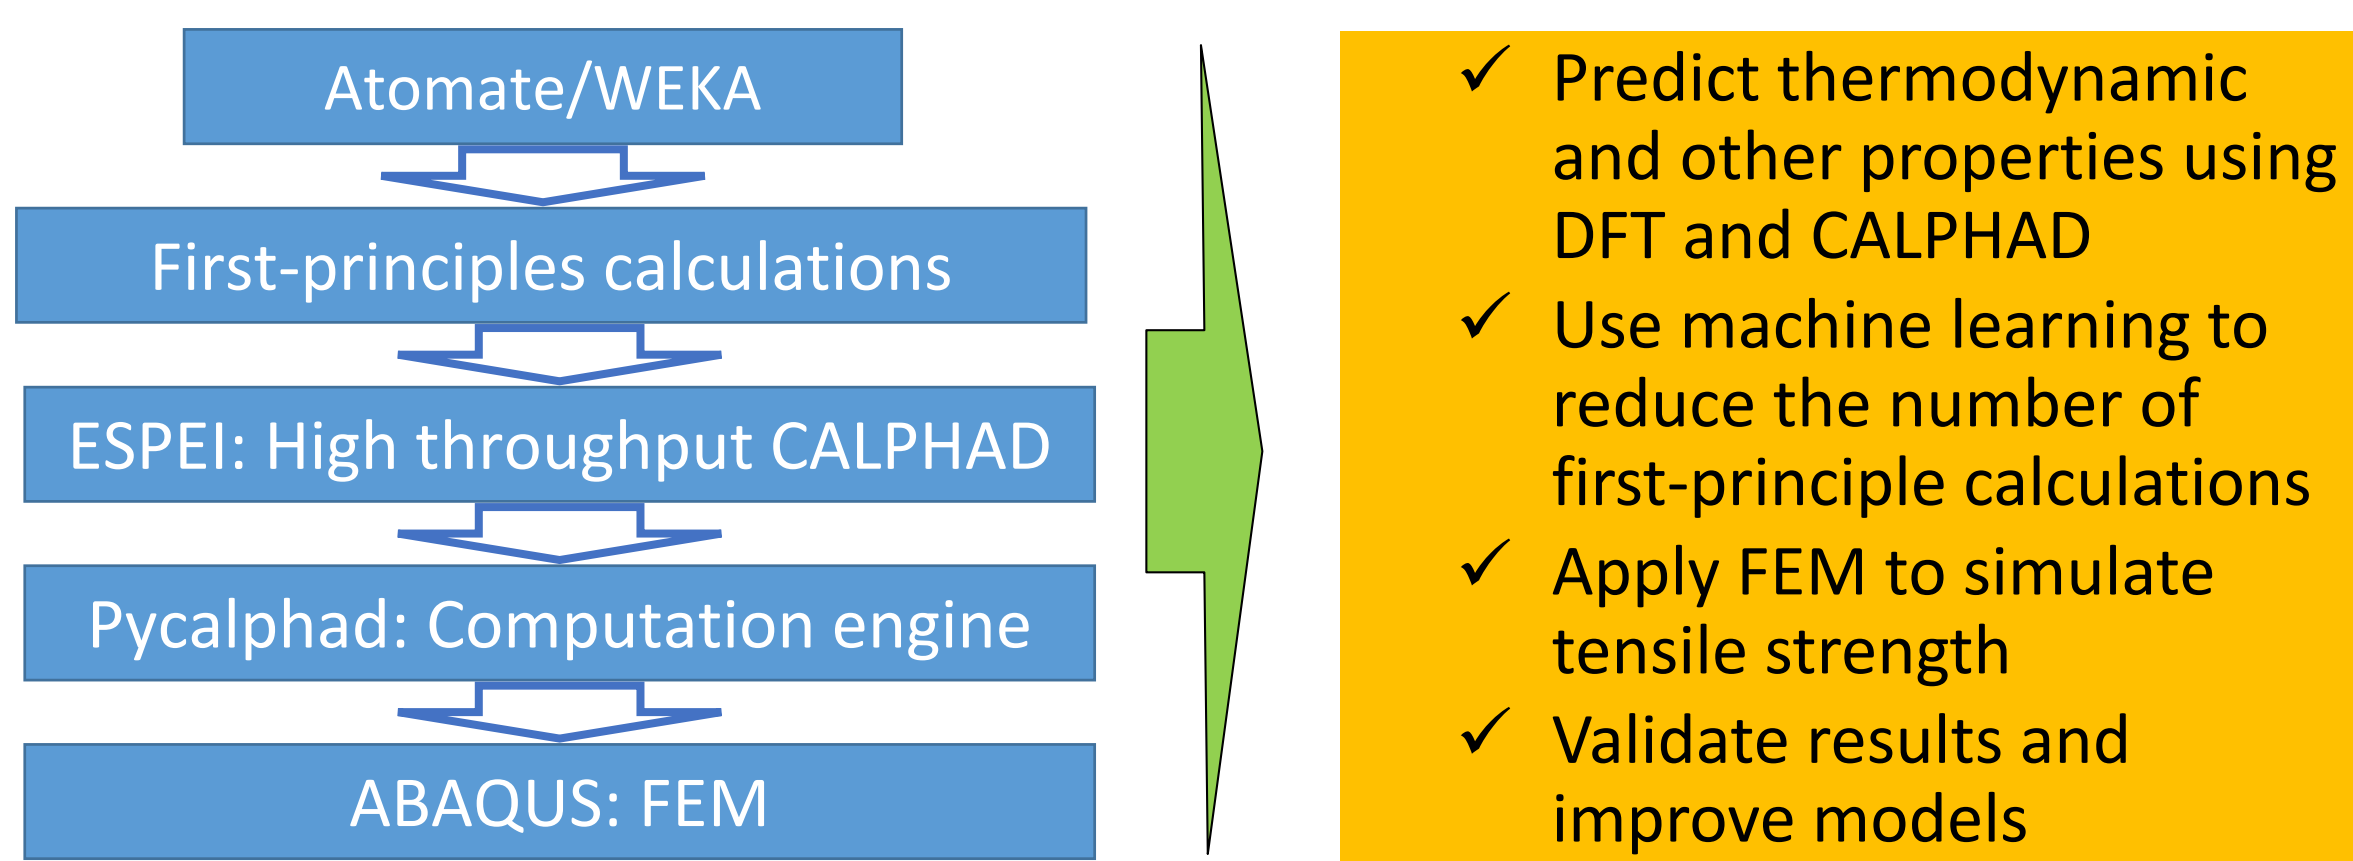 Atomate/WEKA
First-principles calculations
ESPEI: High throughput CALPHAD
Pycalphad: Computation engine
ABAQUS: FEM
✓ Predict thermodynamic
and other properties using
DFT and CALPHAD
✓ Use machine learning to
reduce the number of
first-principle calculations
✓ Apply FEM to simulate
tensile strength
✓ Validate results and
improve models